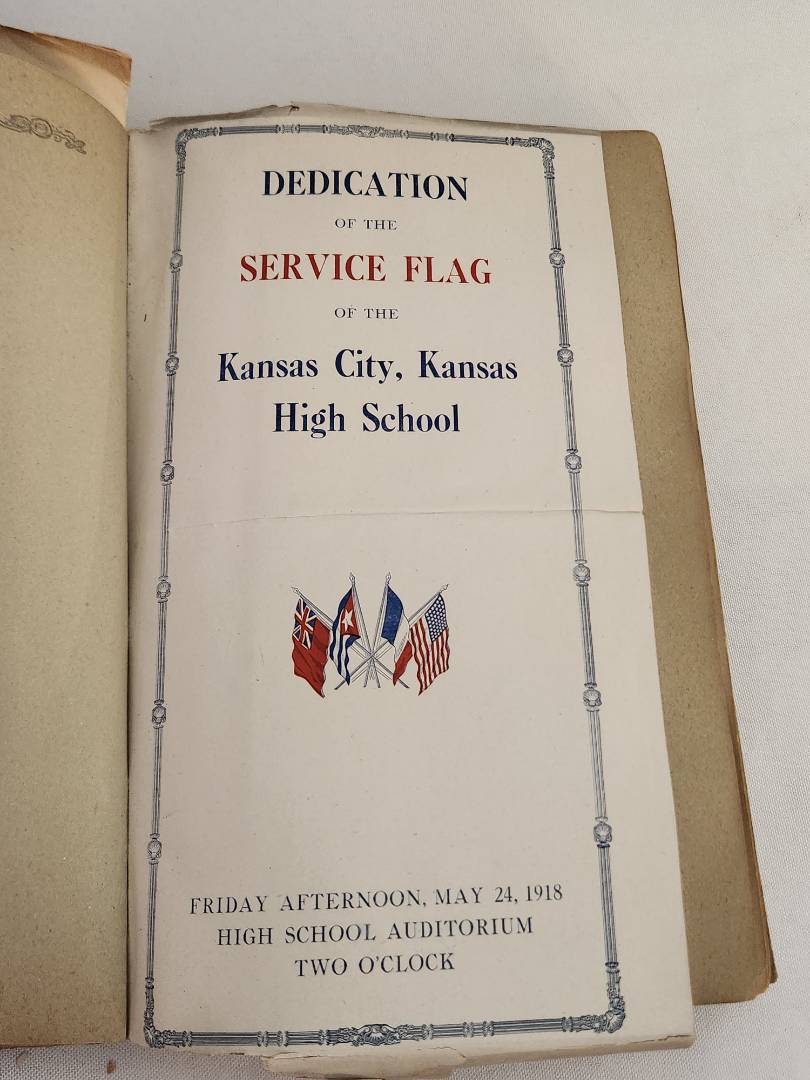 DEDICATION
OF THE
SERVICE FLAG
OF THE
Kansas City, Kansas
High School
FRIDAY AFTERNOON, MAY 24, 1918
HIGH SCHOOL AUDITORIUM
TWO O'CLOCK